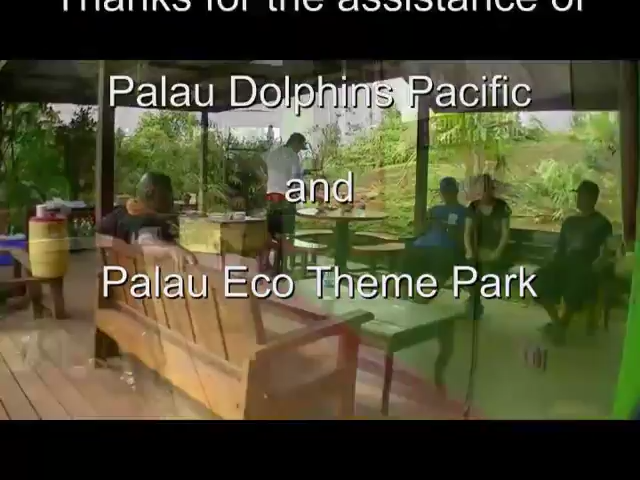 Thanks for the assistance of
Palau Dolphins Pacific
and
Palau Eco Theme Park